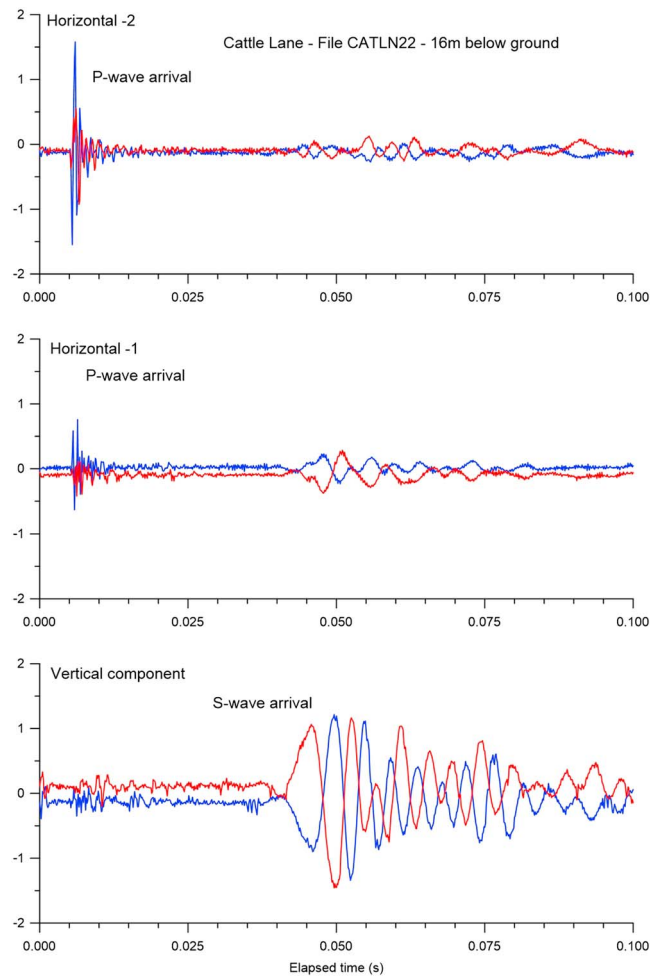 Horizontal -2
Cattle Lane - File CATLN22 - 16m below ground
P-wave arrival
2
1
0
-1
-2
0.000 0.025 0.050 0.075 0.100
Horizontal -1
P-wave arrival
2
1
0
-1
-2
0.000 0.025 0.050 0.075 0.100
Vertical component
S-wave arrival
2
1
0
-1
-2
0.000 0.025 0.050 0.075 0.100
Elapsed time (s)